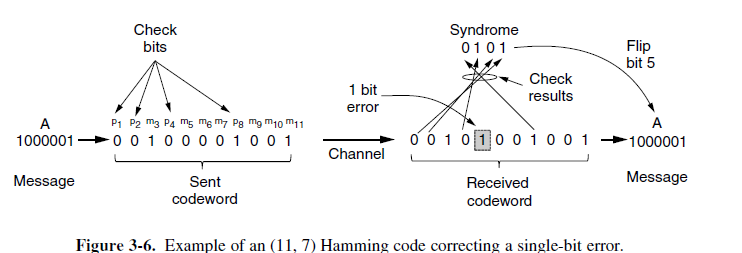 Check
bits
Syndrome
0 1 0 1
Flip
bit 5
1 bit
error
Check
results
A
P1 P2 m3 P4 m5 m6 m7 P8 m9 m10 m11
A
1000001
0 0 1 0 0 0 0 1 0 0 1
Channel
0 0 1 0 1 0 0 1 0 0 1
1000001
Message
Sent
codeword
Received
codeword
Message
Figure 3-6. Example of an (11, 7) Hamming code correcting a single-bit error.